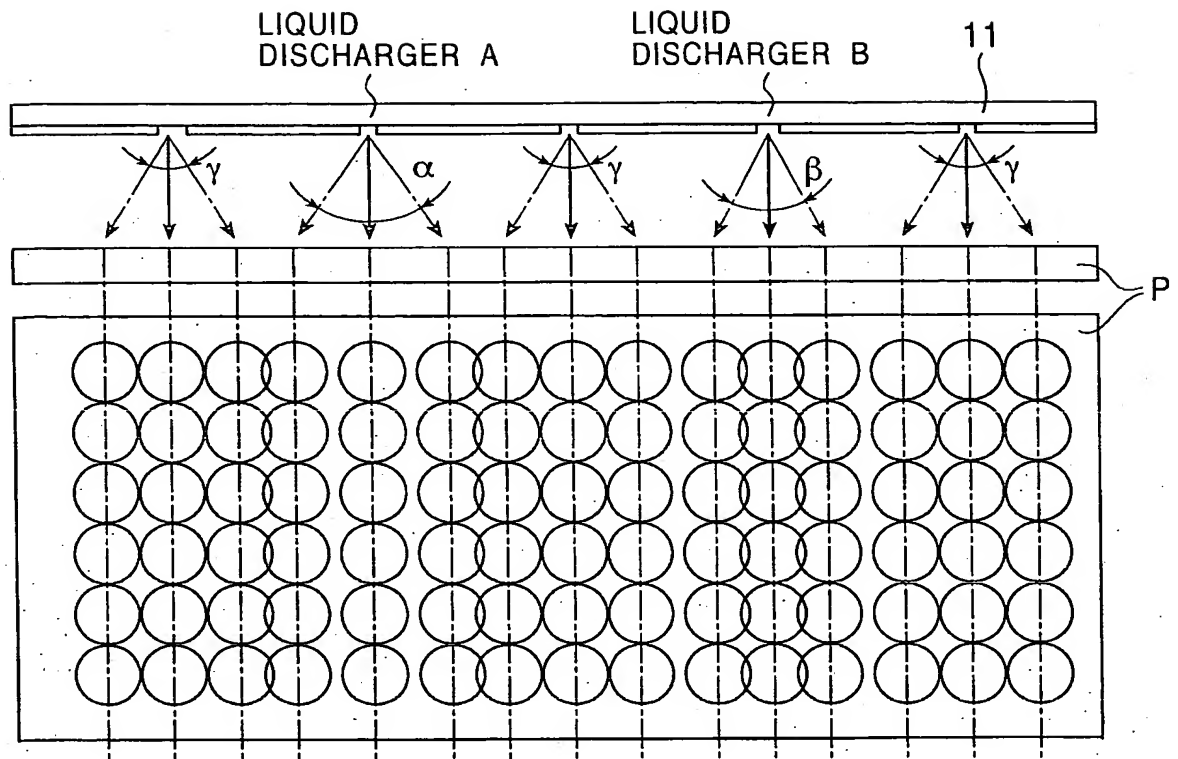 LIQUID
DISCHARGER A
LIQUID
DISCHARGER B
11
γ
α
γ
β
γ
P